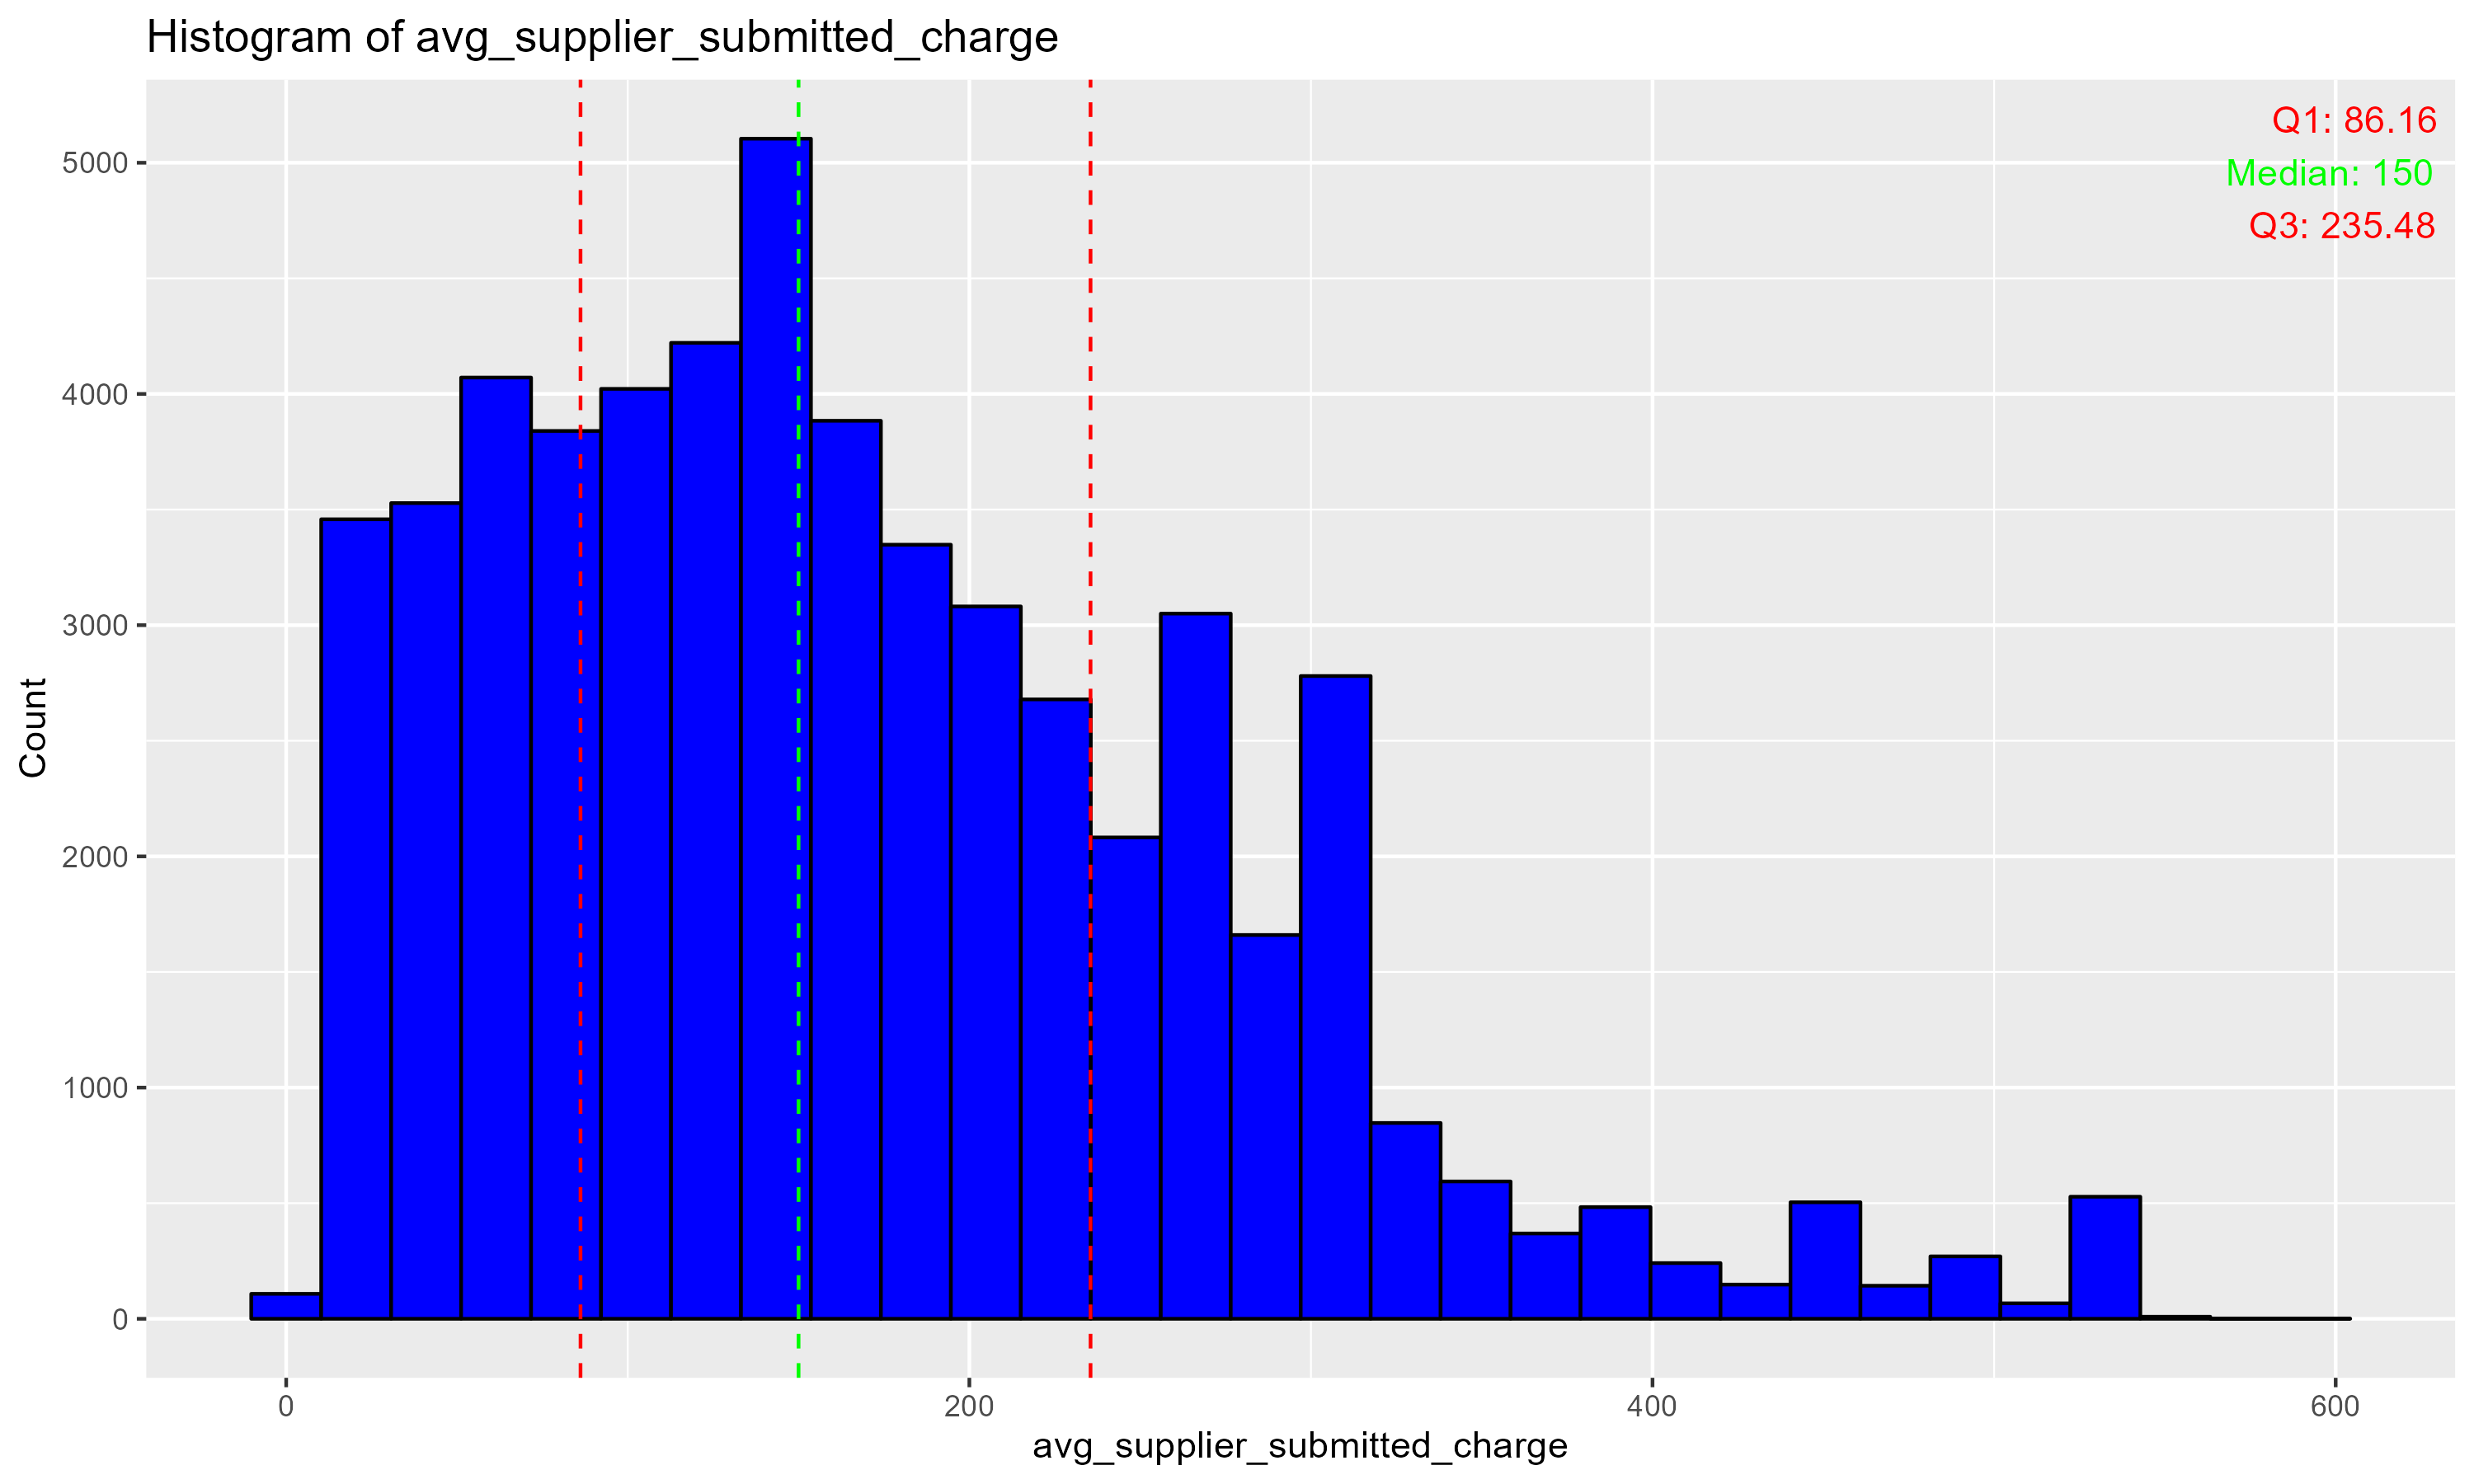 Histogram of avg_supplier_submitted_charge
Q1: 86.16
Median: 150
Q3: 235.48
5000
4000
3000
2000
1000
0
Count
0 200 400 600
avg_supplier_submitted_charge